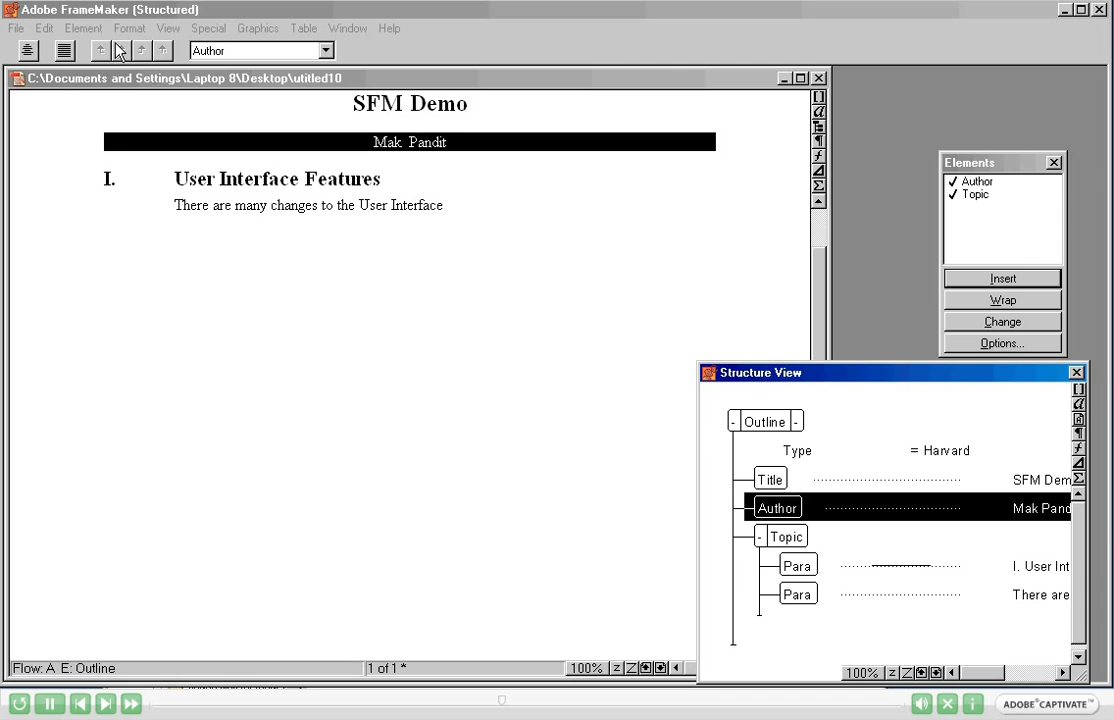 Adobe FrameMaker (Structured)
File Edit Element Format View Special Graphics Table Window Help
Author
C:\Documents and Settings\Laptop 8\Desktop\utitled10
SFM Demo
Mak Pandit
I. User Interface Features
There are many changes to the User Interface
Elements
Author
Topic
Insert
Wrap
Change
Options...
Structure View
- Outline -
Type = Harvard
Title SFM Dem
Author Mak Pand
- Topic
Para I. User Int
Para There are
100%
Flow: A E: Outline 1 of 1 * 100%
ADOBE® CAPTIVATE™